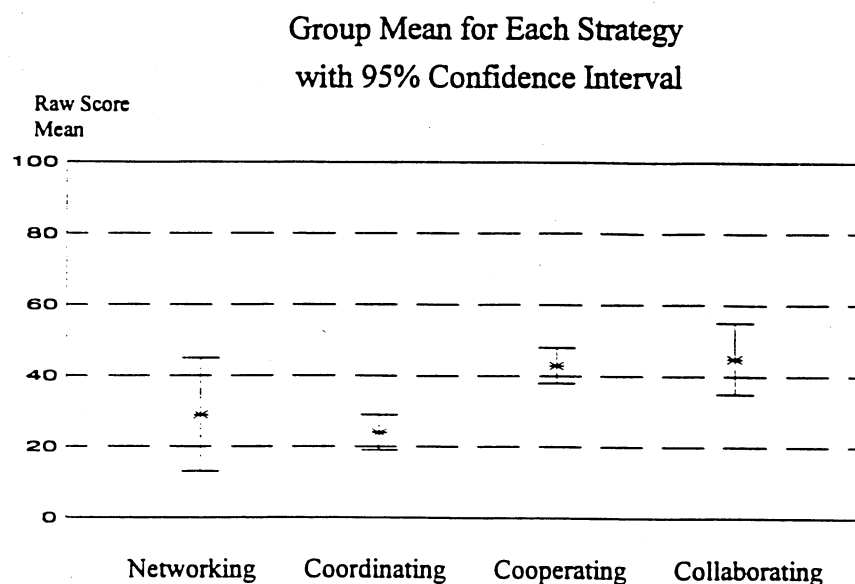 Group Mean for Each Strategy
with 95% Confidence Interval
Raw Score
Mean
100
80
60
40
20
0
Networking Coordinating Cooperating Collaborating